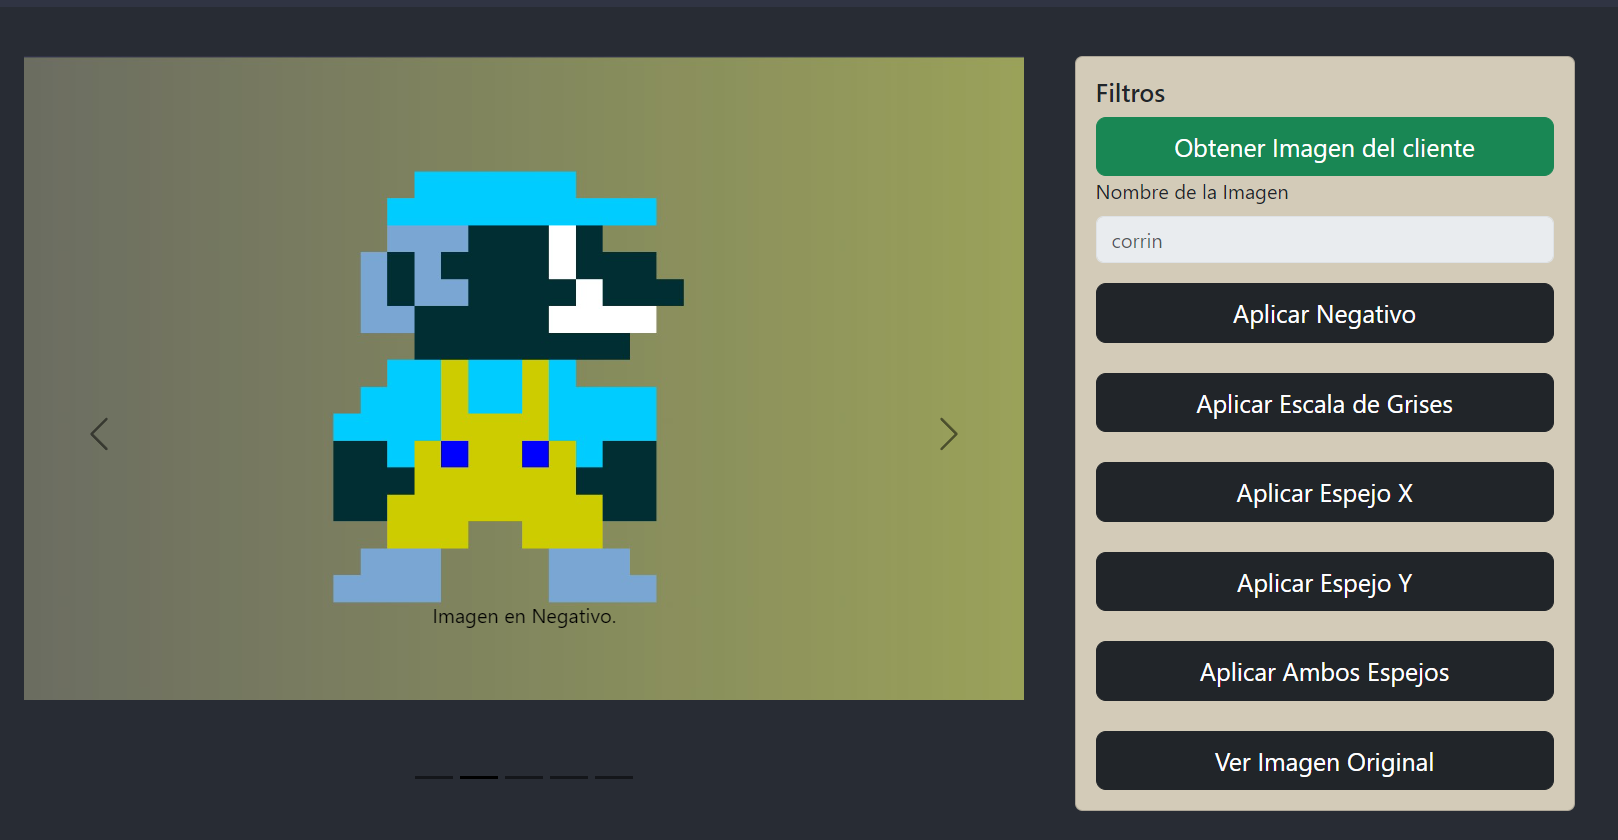 Imagen en Negativo.
Filtros
Obtener Imagen del cliente
Nombre de la Imagen
corrin
Aplicar Negativo
Aplicar Escala de Grises
Aplicar Espejo X
Aplicar Espejo Y
Aplicar Ambos Espejos
Ver Imagen Original